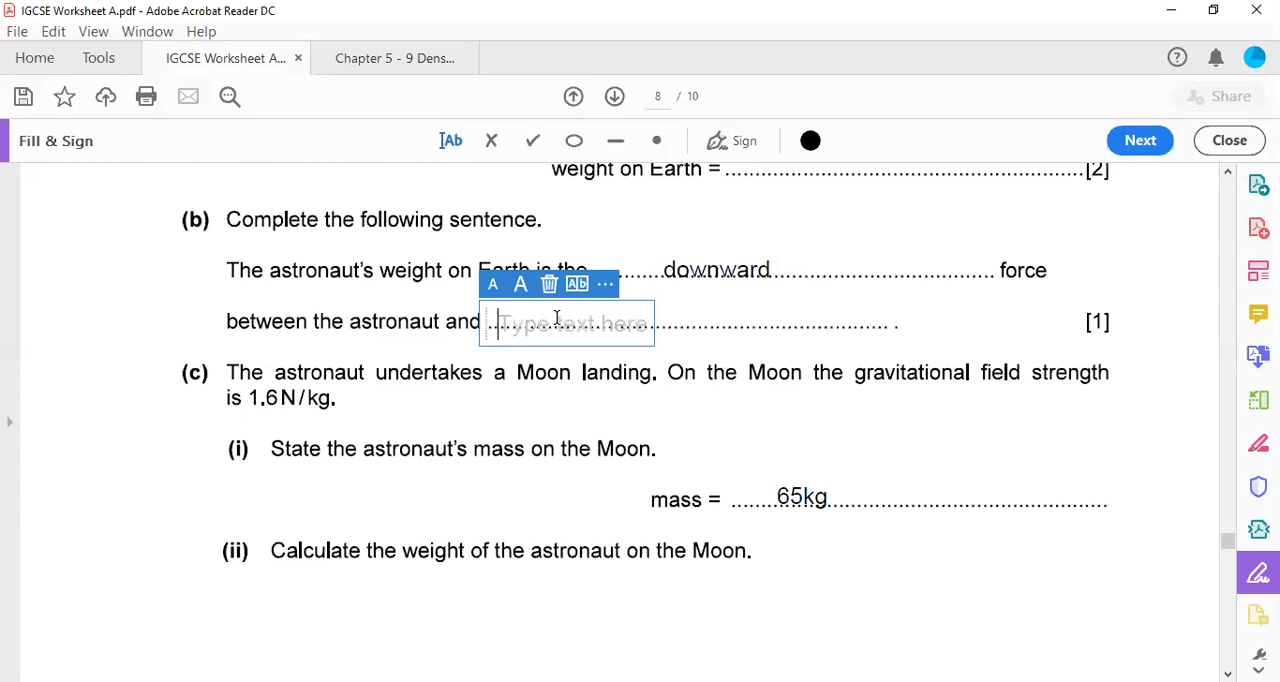 IGCSE Worksheet A.pdf - Adobe Acrobat Reader DC
File Edit View Window Help
Home Tools IGCSE Worksheet A... × Chapter 5 - 9 Dens...
8 / 10 Share
Fill & Sign Ab Sign Next Close
weight on Earth = ............................................................[2]
(b) Complete the following sentence.
The astronaut's weight on Earth is the .......downward..................................... force
A A Ab ...
between the astronaut and .................................................................. . [1]
Type text here
(c) The astronaut undertakes a Moon landing. On the Moon the gravitational field strength
is 1.6 N/kg.
(i) State the astronaut's mass on the Moon.
mass = .......65kg..............................................
(ii) Calculate the weight of the astronaut on the Moon.